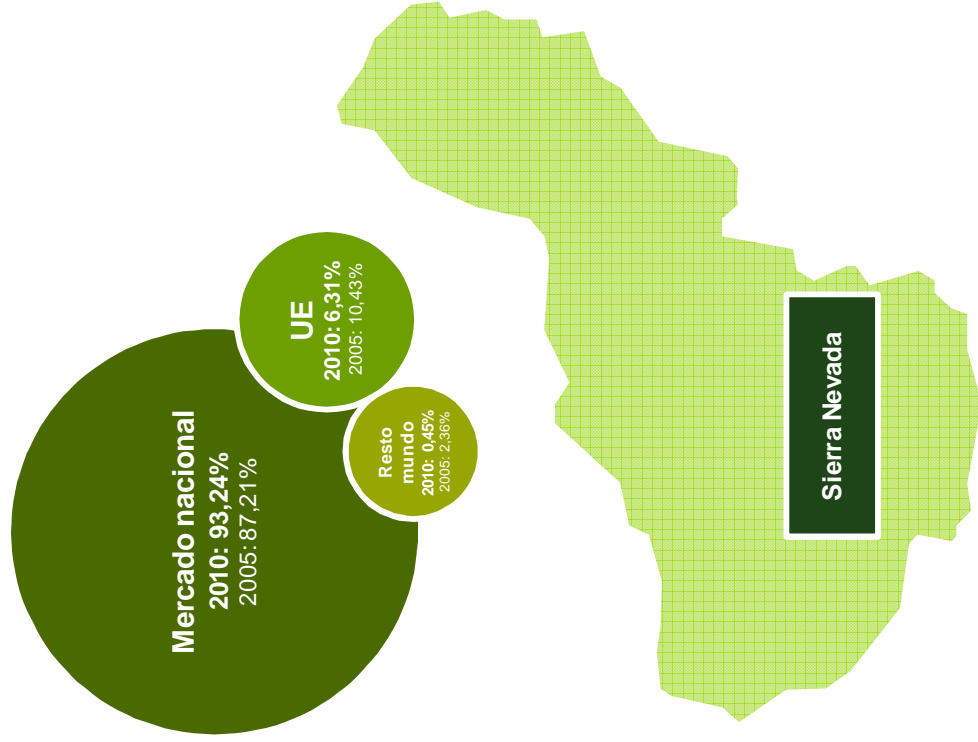 Mercado nacional
2010: 93,24%
2005: 87,21%
UE
2010: 6,31%
2005: 10,43%
Resto
mundo
2010: 0,45%
2005: 2,36%
Sierra Nevada